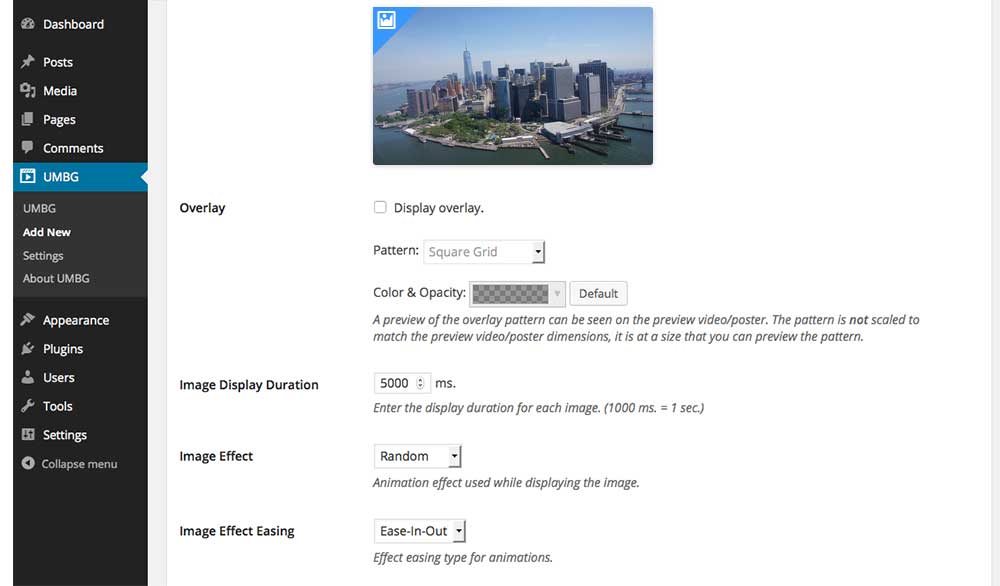 Dashboard
Posts
Media
Pages
Comments
UMBG
UMBG
Add New
Settings
About UMBG
Appearance
Plugins
Users
Tools
Settings
Collapse menu
Overlay
Display overlay.
Pattern: Square Grid
Color & Opacity: Default
A preview of the overlay pattern can be seen on the preview video/poster. The pattern is not scaled to
match the preview video/poster dimensions, it is at a size that you can preview the pattern.
Image Display Duration
5000 ms.
Enter the display duration for each image. (1000 ms. = 1 sec.)
Image Effect
Random
Animation effect used while displaying the image.
Image Effect Easing
Ease-In-Out
Effect easing type for animations.